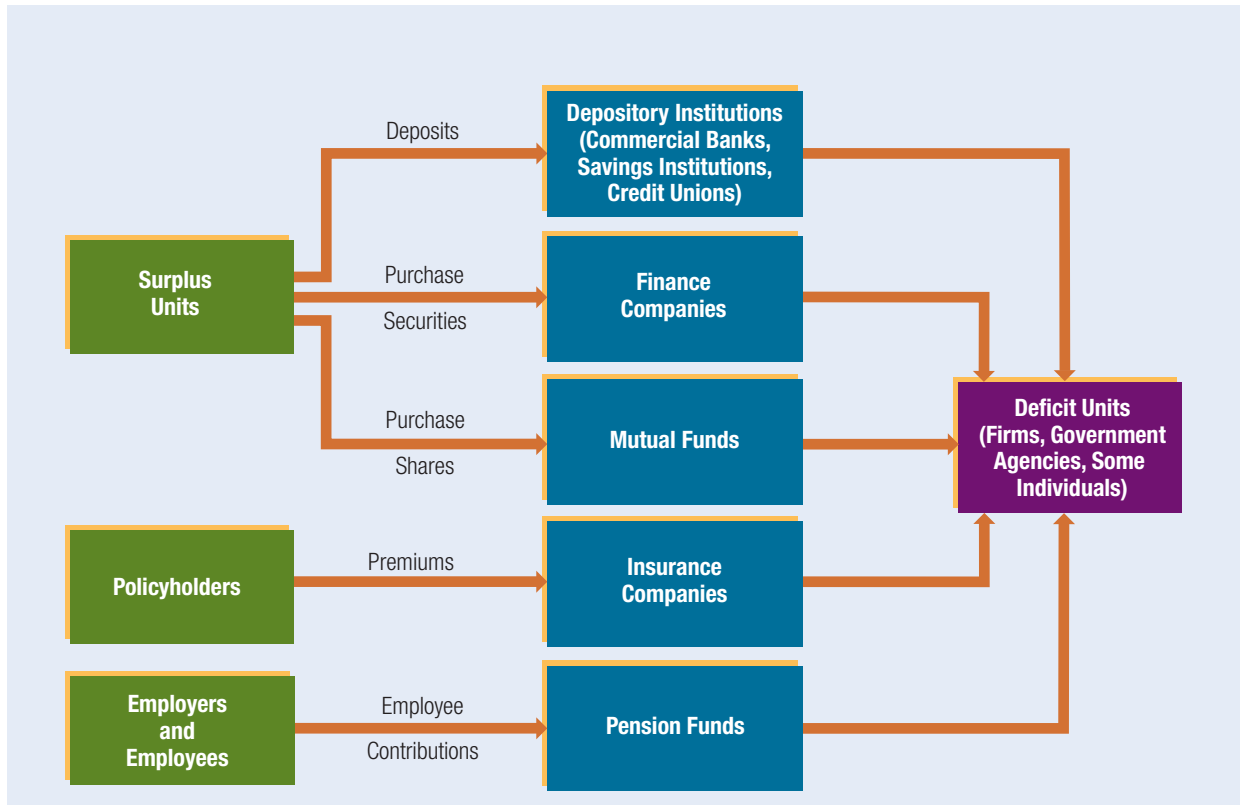 Deposits
Depository Institutions
(Commercial Banks,
Savings Institutions,
Credit Unions)
Surplus
Units
Purchase
Securities
Finance
Companies
Purchase
Shares
Mutual Funds
Deficit Units
(Firms, Government
Agencies, Some
Individuals)
Policyholders
Premiums
Insurance
Companies
Employers
and
Employees
Employee
Contributions
Pension Funds